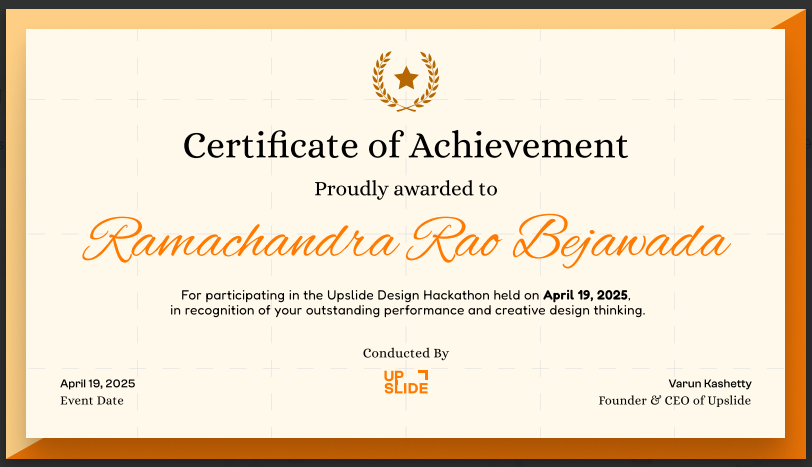 Certificate of Achievement
Proudly awarded to
Ramachandra Rao Bejawada
For participating in the Upslide Design Hackathon held on April 19, 2025,
in recognition of your outstanding performance and creative design thinking.
Conducted By
UP
SLIDE
April 19, 2025
Event Date
Varun Kashetty
Founder & CEO of Upslide